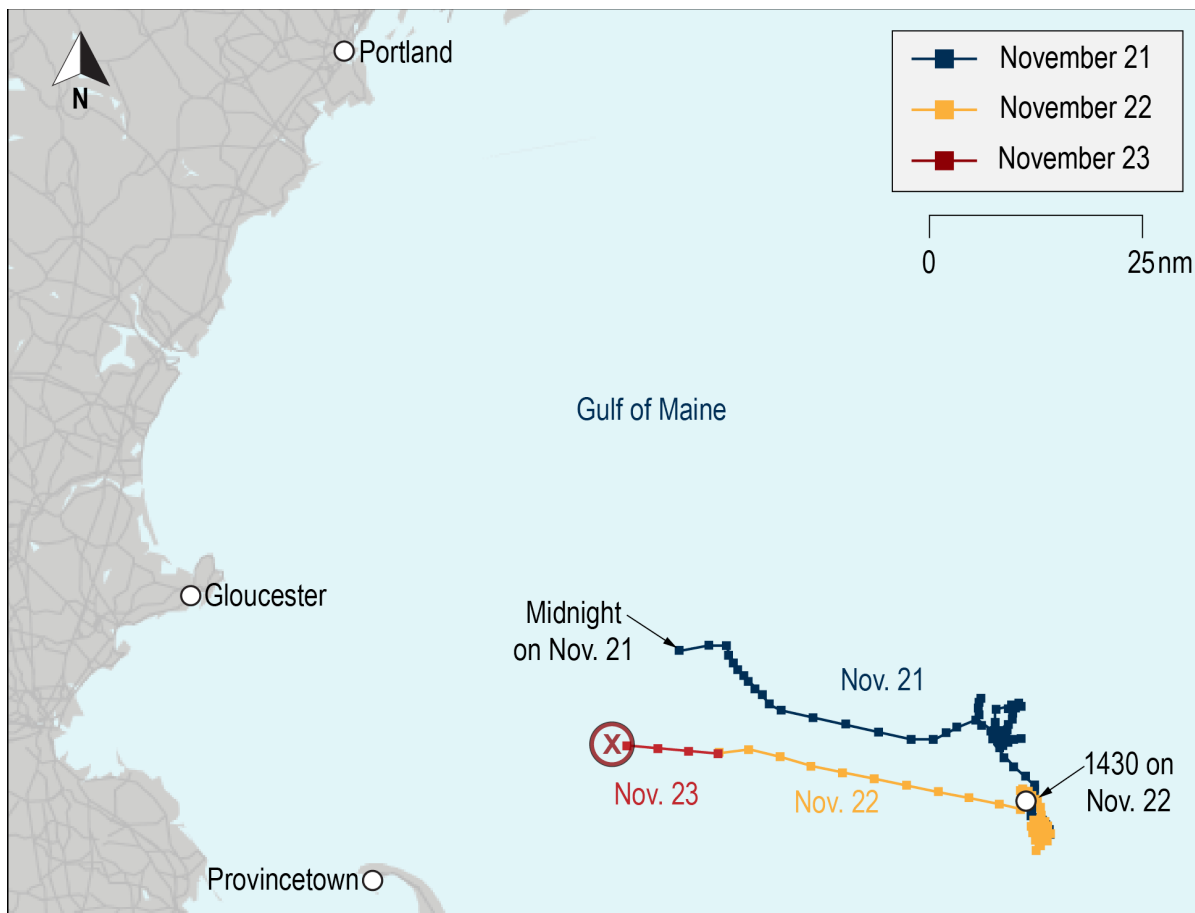 N
Portland
November 21
November 22
November 23
0
25nm
Gulf of Maine
Gloucester
Midnight
on Nov. 21
Nov. 21
X
1430 on
Nov. 22
Nov. 23
Nov. 22
Provincetown